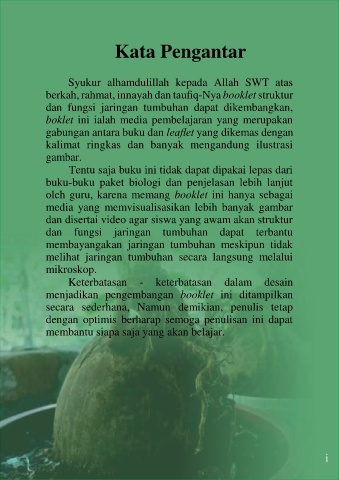 Kata Pengantar
Syukur alhamdulillah kepada Allah SWT atas
berkah, rahmat, innayah dan taufiq-Nya booklet struktur
dan fungsi jaringan tumbuhan dapat dikembangkan,
boklet ini ialah media pembelajaran yang merupakan
gabungan antara buku dan leaflet yang dikemas dengan
kalimat ringkas dan banyak mengandung ilustrasi
gambar.
Tentu saja buku ini tidak dapat dipakai lepas dari
buku-buku paket biologi dan penjelasan lebih lanjut
oleh guru, karena memang booklet ini hanya sebagai
media yang memvisualisasikan lebih banyak gambar
dan disertai video agar siswa yang awam akan struktur
dan fungsi jaringan tumbuhan dapat terbantu
membayangakan jaringan tumbuhan meskipun tidak
melihat jaringan tumbuhan secara langsung melalui
mikroskop.
Keterbatasan - keterbatasan dalam desain
menjadikan pengembangan booklet ini ditampilkan
secara sederhana, Namun demikian, penulis tetap
dengan optimis berharap semoga penulisan ini dapat
membantu siapa saja yang akan belajar.
i